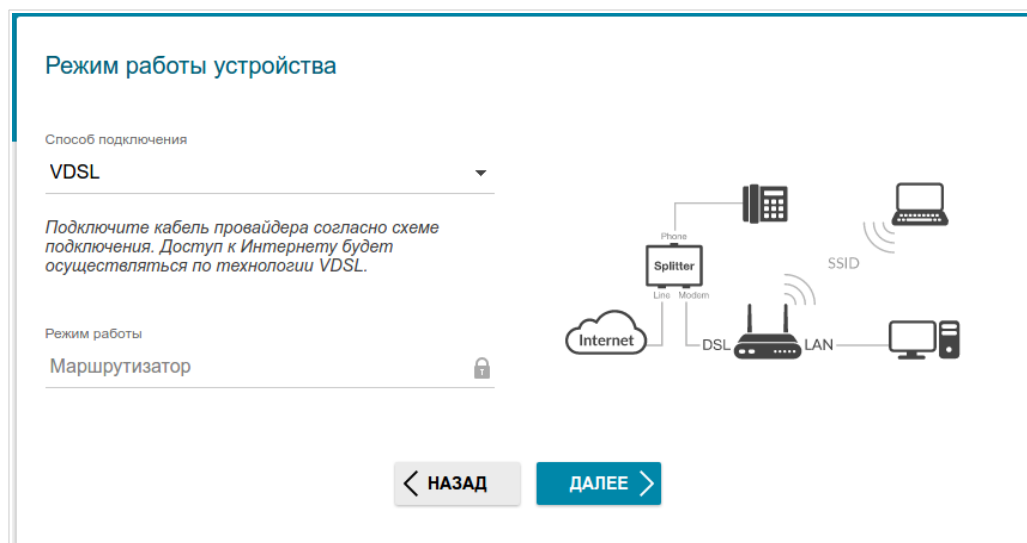 Режим работы устройства
Способ подключения
VDSL
Подключите кабель провайдера согласно схеме
подключения. Доступ к Интернету будет
осуществляться по технологии VDSL.
Режим работы
Маршрутизатор
Phone
Splitter
Line Modem
SSID
Internet
DSL
LAN
НАЗАД
ДАЛЕЕ